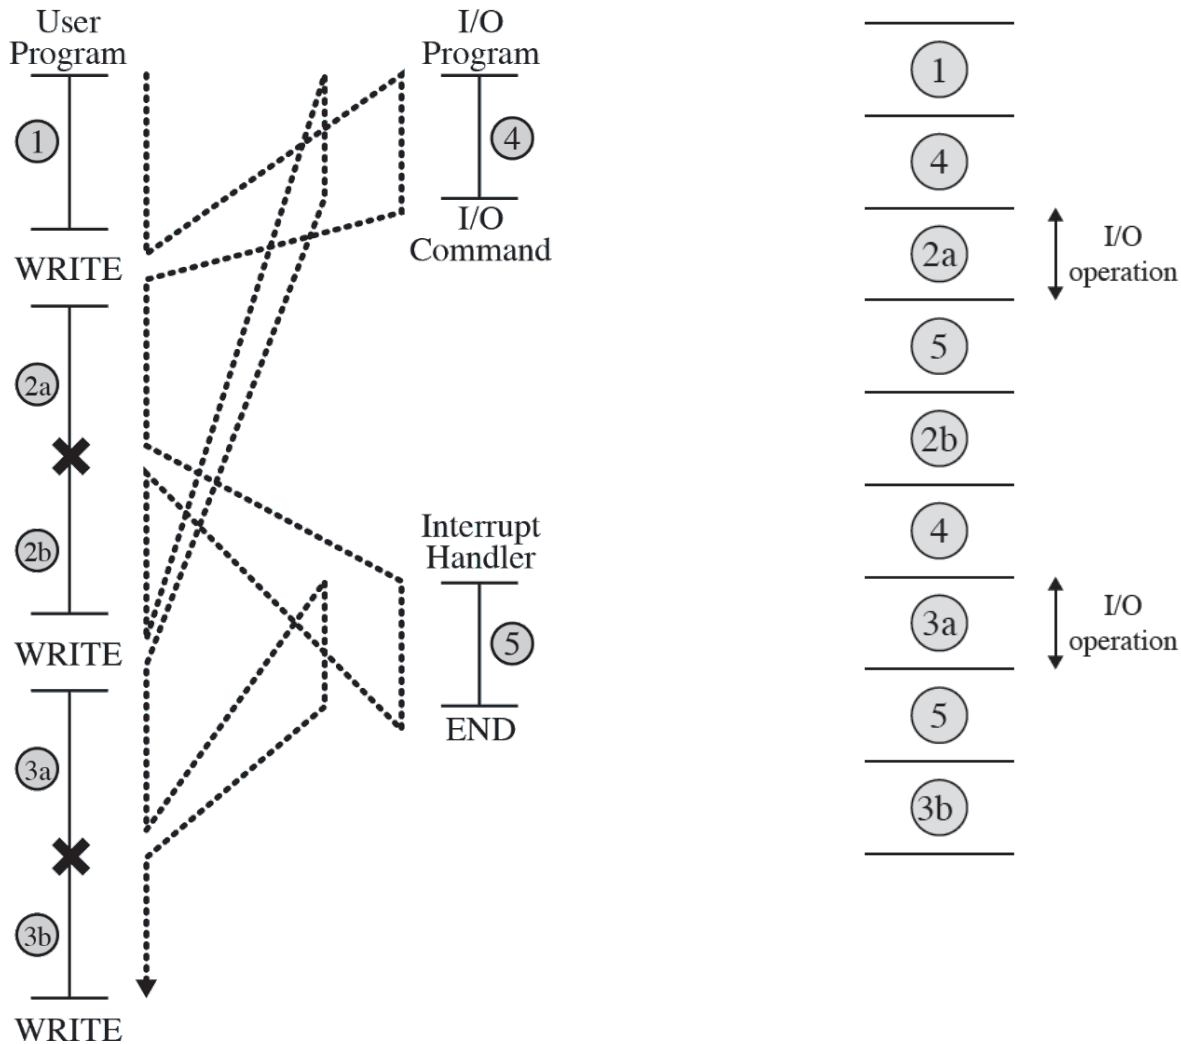 User
Program
1
WRITE
2a
2b
WRITE
3a
3b
WRITE
I/O
Program
4
I/O
Command
Interrupt
Handler
5
END
1
4
2a
I/O
operation
5
2b
4
3a
I/O
operation
5
3b